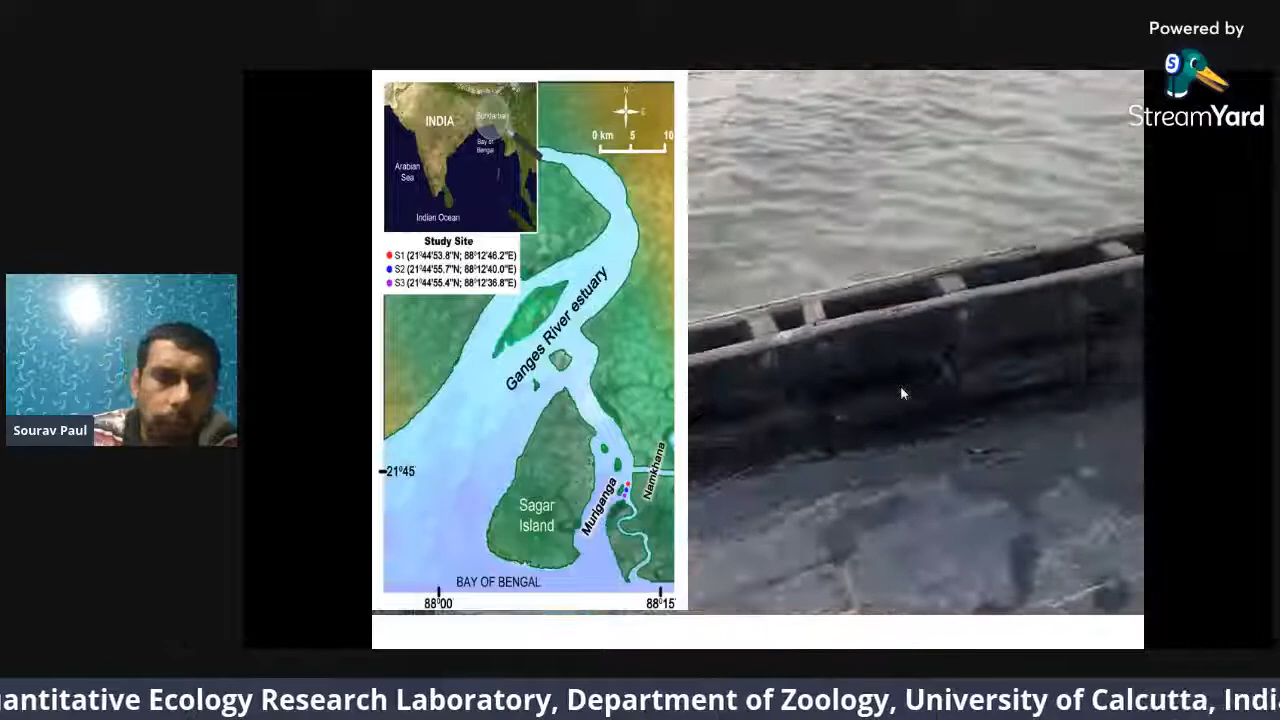 Powered by
StreamYard
INDIA
Bay of
Bengal
Arabian
Sea
Indian Ocean
N
E
0 km 5 10
Study Site
S1 (21°44'53.8"N; 88°12'46.2"E)
S2 (21°44'55.7"N; 88°12'40.0"E)
S3 (21°44'55.4"N; 88°12'36.8"E)
Ganges River estuary
21°45'
Namkhana
Muriganga
Sagar
Island
BAY OF BENGAL
88°00'
88°15'
Sourav Paul
uantitative Ecology Research Laboratory, Department of Zoology, University of Calcutta, Indi